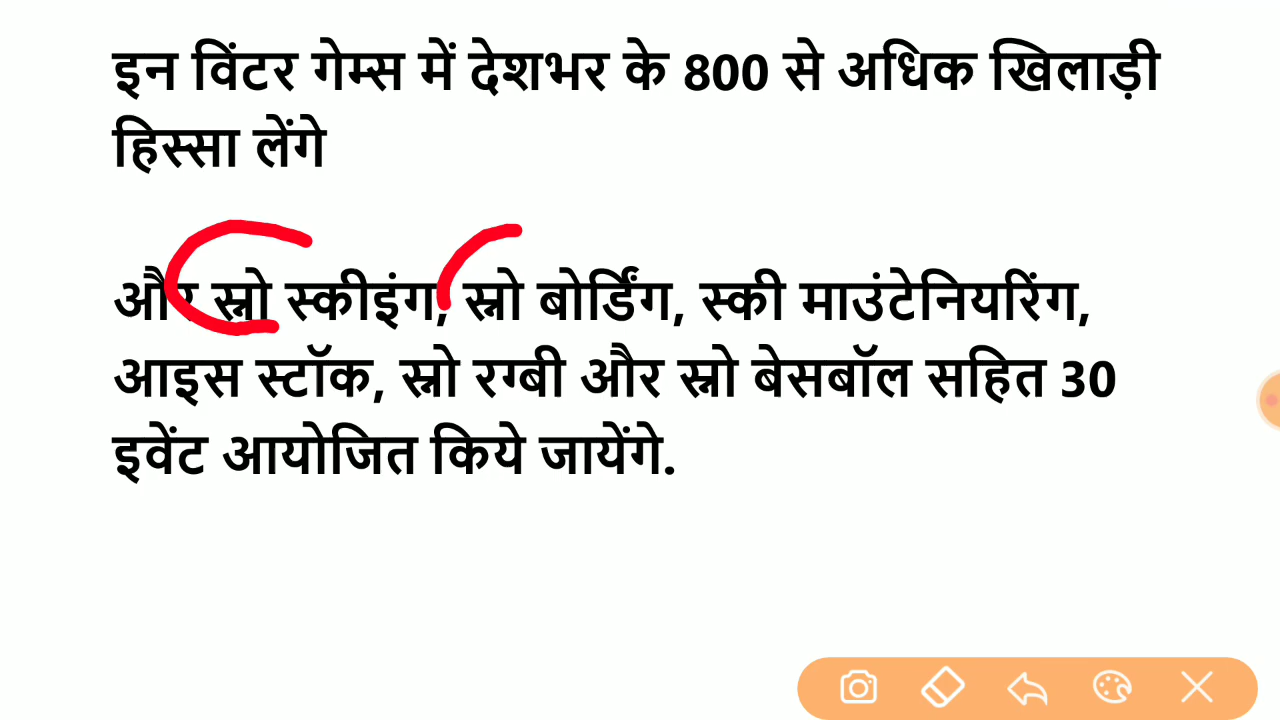 इन विंटर गेम्स में देशभर के 800 से अधिक खिलाड़ी
हिस्सा लेंगे
और स्नो स्कीइंग, स्नो बोर्डिंग, स्की माउंटेनियरिंग,
आइस स्टॉक, स्नो रग्बी और स्नो बेसबॉल सहित 30
इवेंट आयोजित किये जायेंगे.